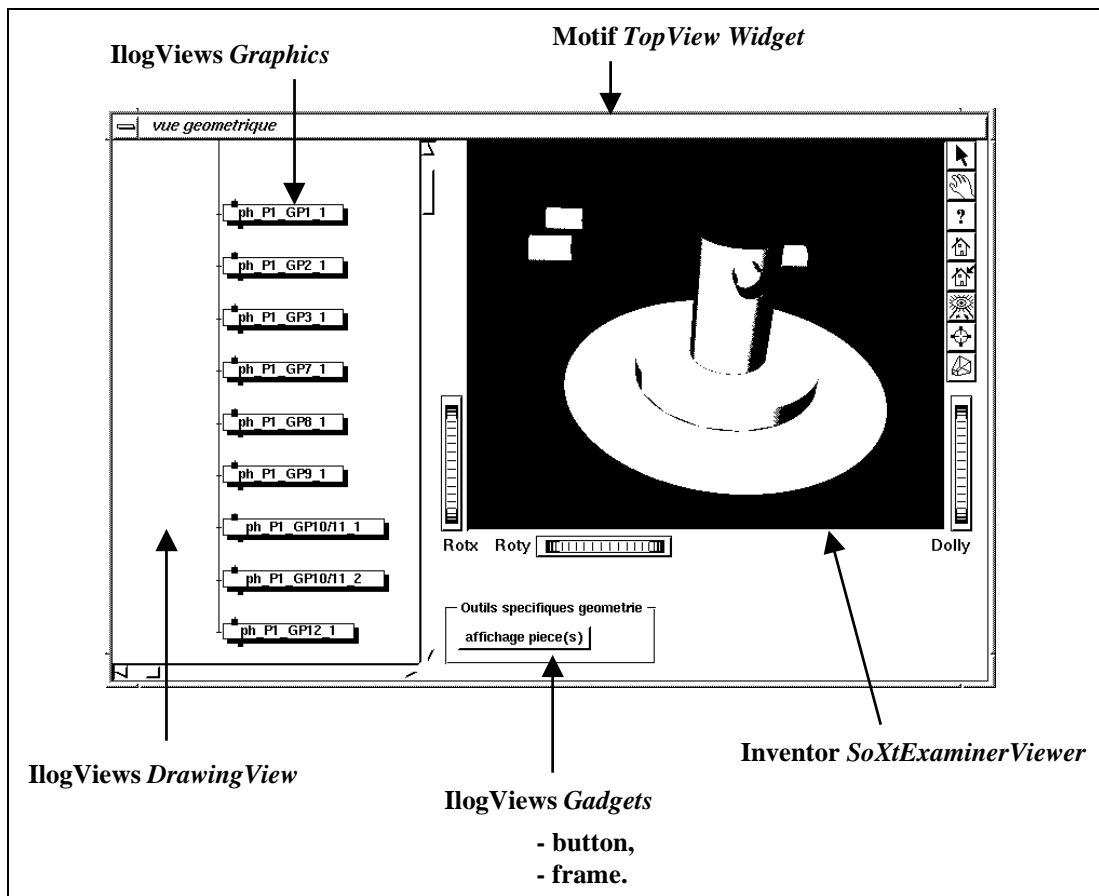 Motif TopView Widget
IlogViews Graphics
vue geometrique
ph_P1_GP1_1
ph_P1_GP2_1
ph_P1_GP3_1
ph_P1_GP7_1
ph_P1_GP8_1
ph_P1_GP9_1
ph_P1_GP10/11_1
ph_P1_GP10/11_2
ph_P1_GP12_1
?
Rotx Roty Dolly
Outils specifiques geometrie
affichage piece(s)
Inventor SoXtExaminerViewer
IlogViews DrawingView
IlogViews Gadgets
- button,
- frame.